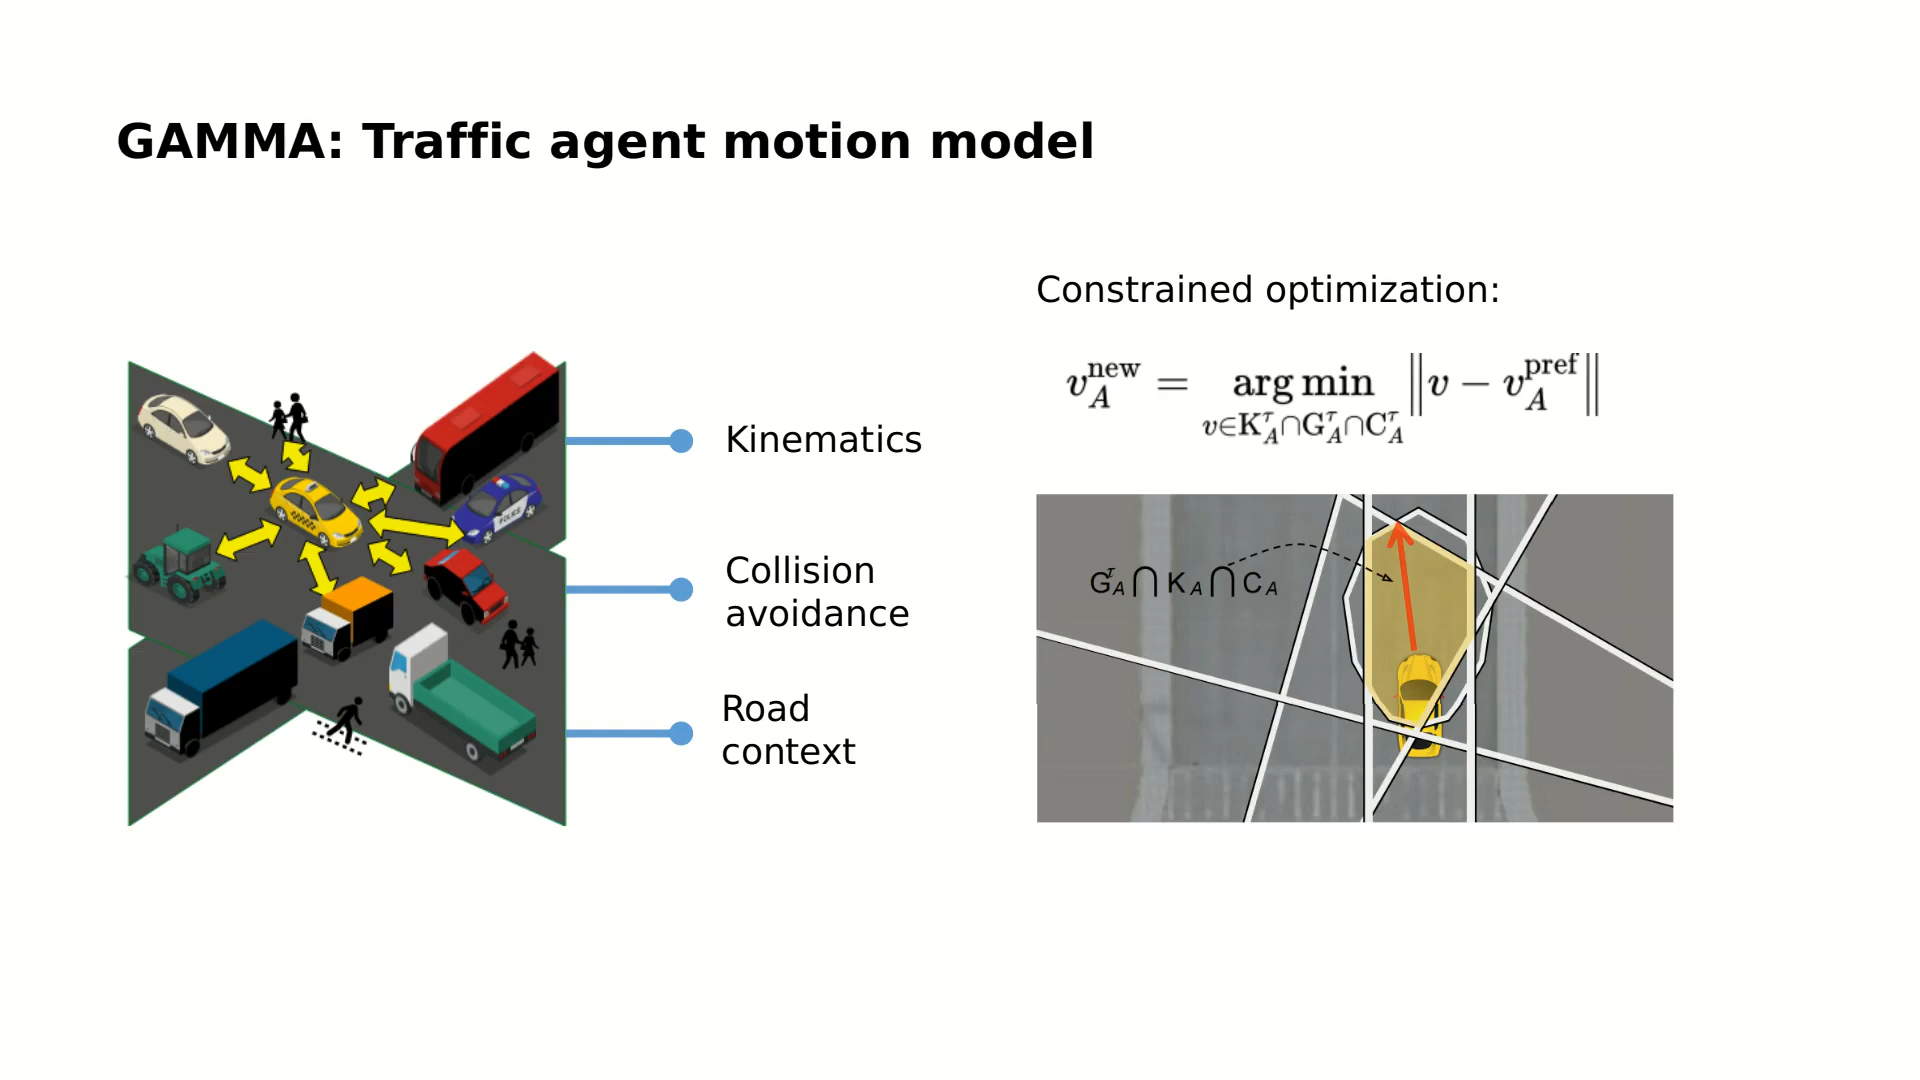 GAMMA: Traffic agent motion model
Kinematics
Collision
avoidance
Road
context
Constrained optimization:
v_A^new = arg min_{v∈K_A^τ∩G_A^τ∩C_A^τ} ‖v − v_A^pref‖
G_A^τ ⋂ K_A ⋂ C_A
POLICE